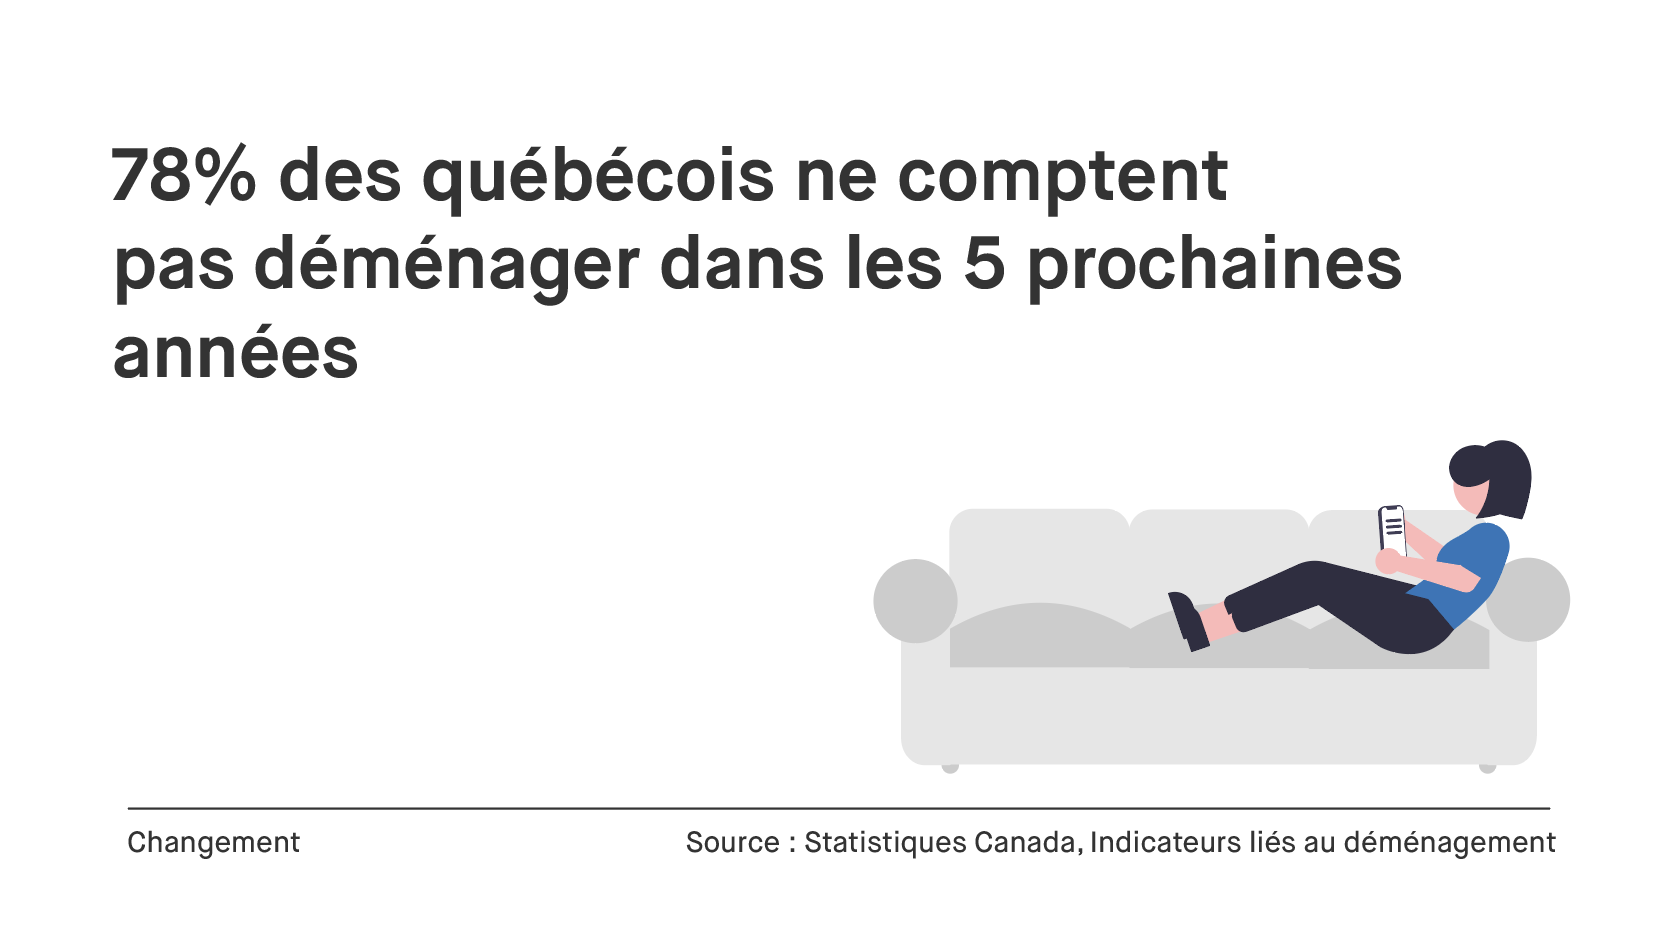 78% des québécois ne comptent
pas déménager dans les 5 prochaines
années
Changement
Source : Statistiques Canada, Indicateurs liés au déménagement